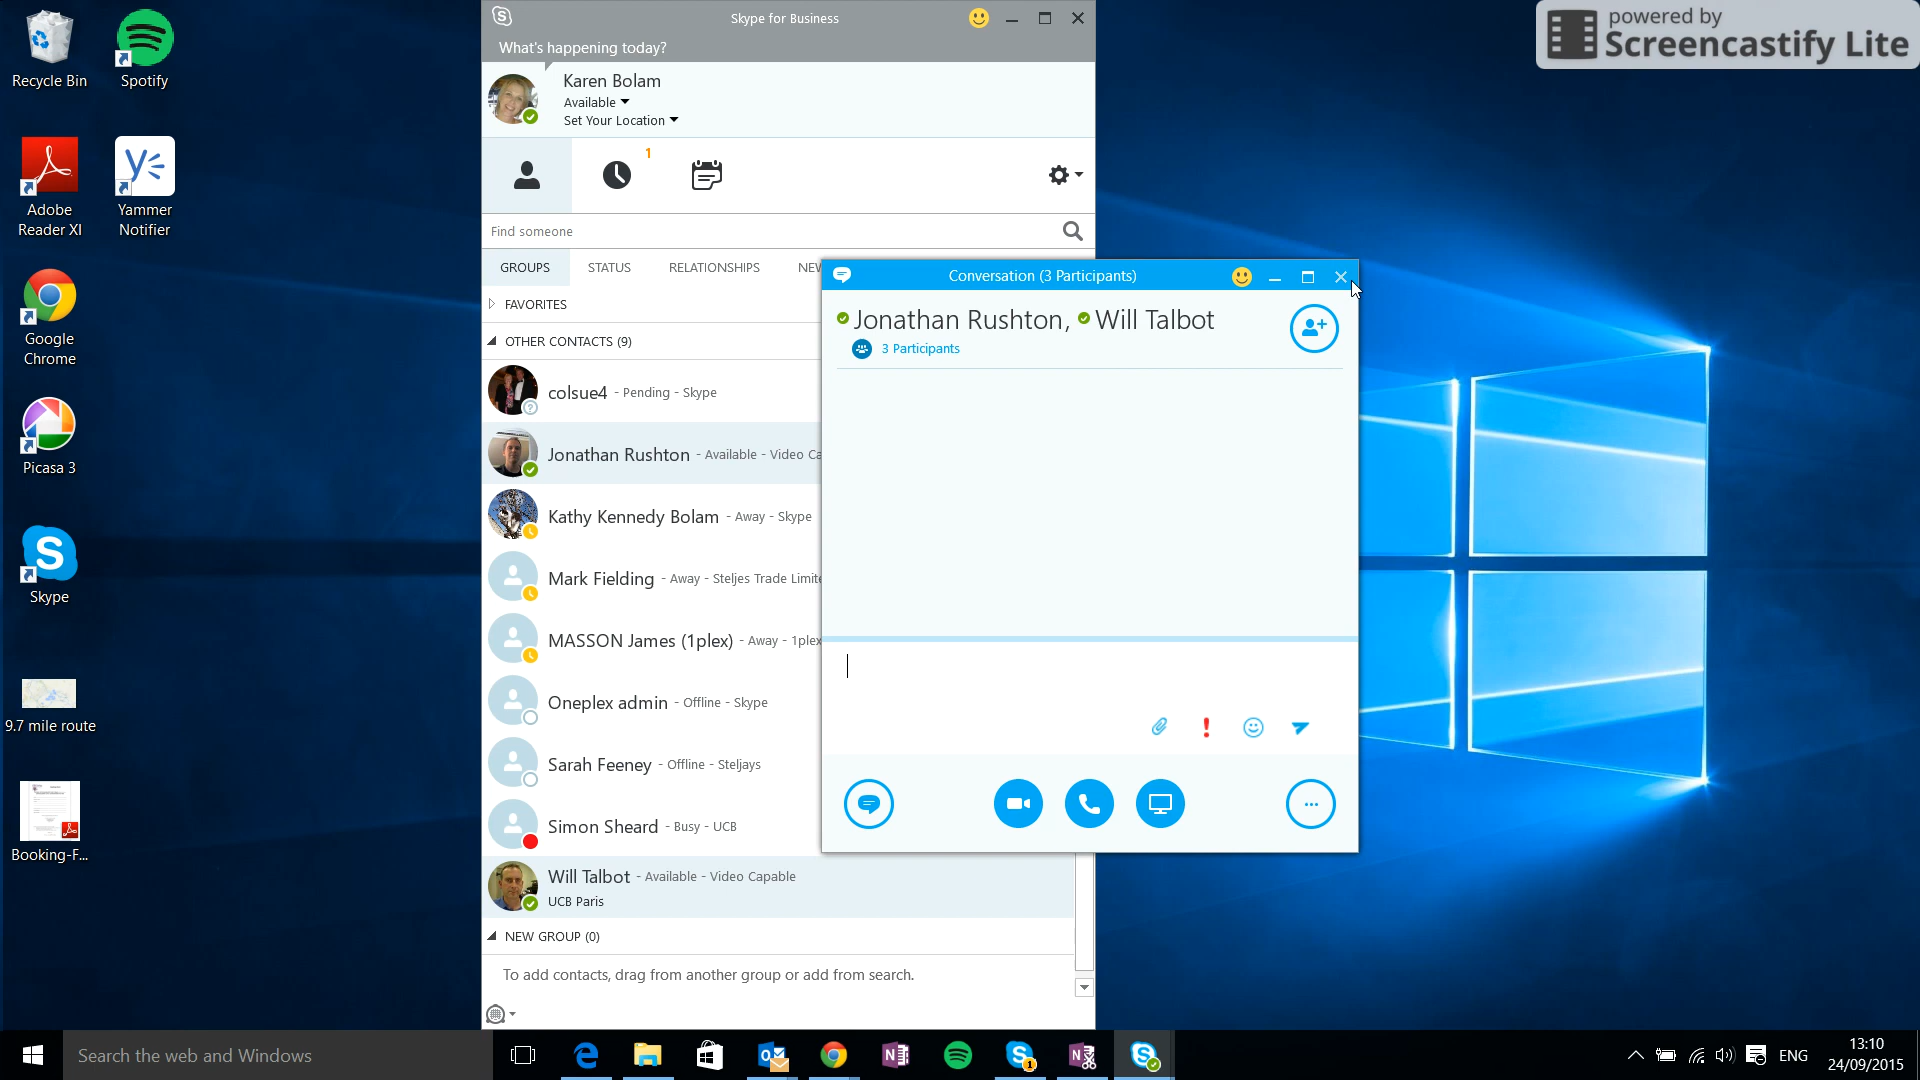 Recycle Bin
Spotify
Adobe
Reader XI
Yammer
Notifier
Google
Chrome
Picasa 3
Skype
9.7 mile route
Booking-F...
Skype for Business
What's happening today?
Karen Bolam
Available
Set Your Location
1
Find someone
GROUPS STATUS RELATIONSHIPS NEW
FAVORITES
OTHER CONTACTS (9)
colsue4 - Pending - Skype
Jonathan Rushton - Available - Video Ca
Kathy Kennedy Bolam - Away - Skype
Mark Fielding - Away - Steljes Trade Limite
MASSON James (1plex) - Away - 1plex
Oneplex admin - Offline - Skype
Sarah Feeney - Offline - Steljays
Simon Sheard - Busy - UCB
Will Talbot - Available - Video Capable
UCB Paris
NEW GROUP (0)
To add contacts, drag from another group or add from search.
Conversation (3 Participants)
Jonathan Rushton, Will Talbot
3 Participants
powered by
Screencastify Lite
Search the web and Windows
ENG
13:10
24/09/2015